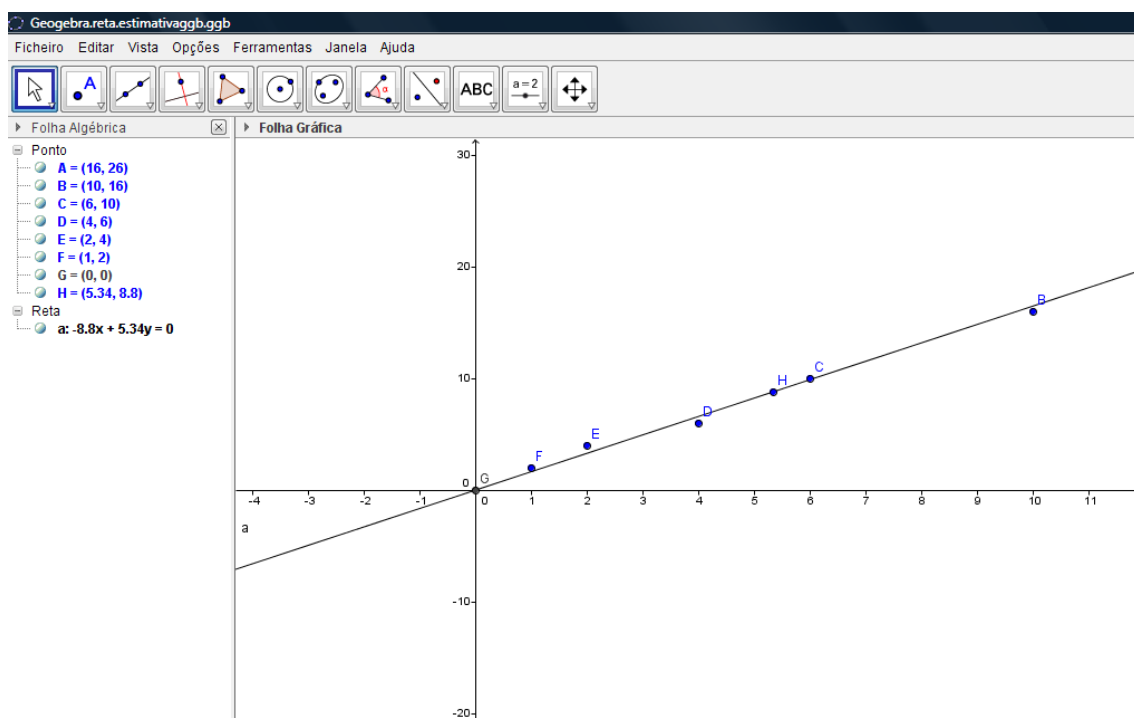 Geogebra.reta.estimativaggb.ggb
Ficheiro Editar Vista Opções Ferramentas Janela Ajuda
A α ABC a=2
Folha Algébrica
Folha Gráfica
Ponto
A = (16, 26)
B = (10, 16)
C = (6, 10)
D = (4, 6)
E = (2, 4)
F = (1, 2)
G = (0, 0)
H = (5.34, 8.8)
Reta
a: -8.8x + 5.34y = 0
30
20
B
10
H C
D
E
F
G
0
-4 -3 -2 -1 0 1 2 3 4 5 6 7 8 9 10 11
a
-10
-20